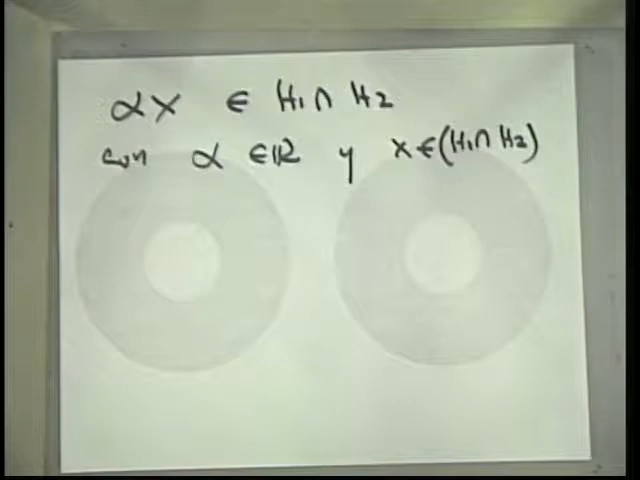 αx ∈ H₁∩ H₂
con α ∈ ℝ y x∈(H₁∩ H₂)